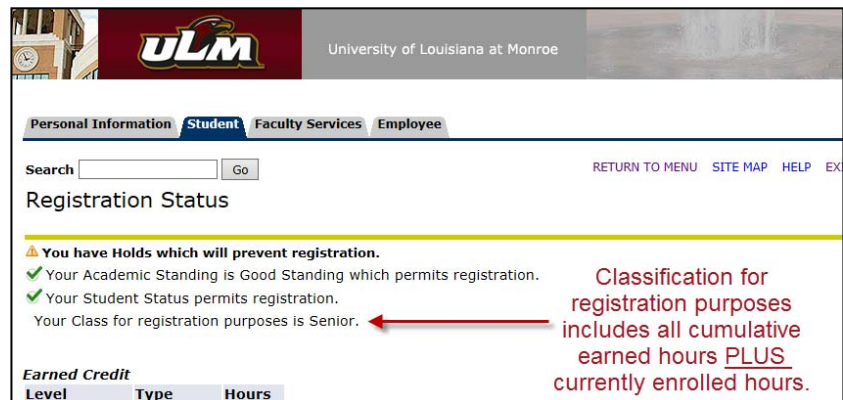 ULM
University of Louisiana at Monroe
Personal Information Student Faculty Services Employee
Search Go
RETURN TO MENU SITE MAP HELP EXI
Registration Status
You have Holds which will prevent registration.
Your Academic Standing is Good Standing which permits registration.
Your Student Status permits registration.
Your Class for registration purposes is Senior.
Classification for
registration purposes
includes all cumulative
earned hours PLUS
currently enrolled hours.
Earned Credit
Level Type Hours